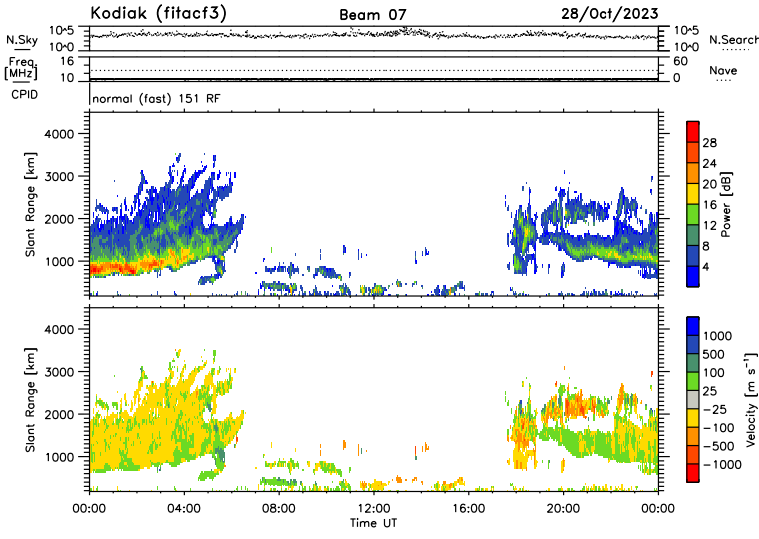 Kodiak (fitacf3) Beam 07 28/Oct/2023
N.Sky 10^5 10^0 10^5 10^0 N.Search
Freq. [MHz] 16 10 60 0 Nave
CPID normal (fast) 151 RF
Slant Range [km] 4000 3000 2000 1000
28 24 20 16 12 8 4 Power [dB]
Slant Range [km] 4000 3000 2000 1000
1000 500 100 25 −25 −100 −500 −1000 Velocity [m s^−1]
00:00 04:00 08:00 12:00 16:00 20:00 00:00
Time UT